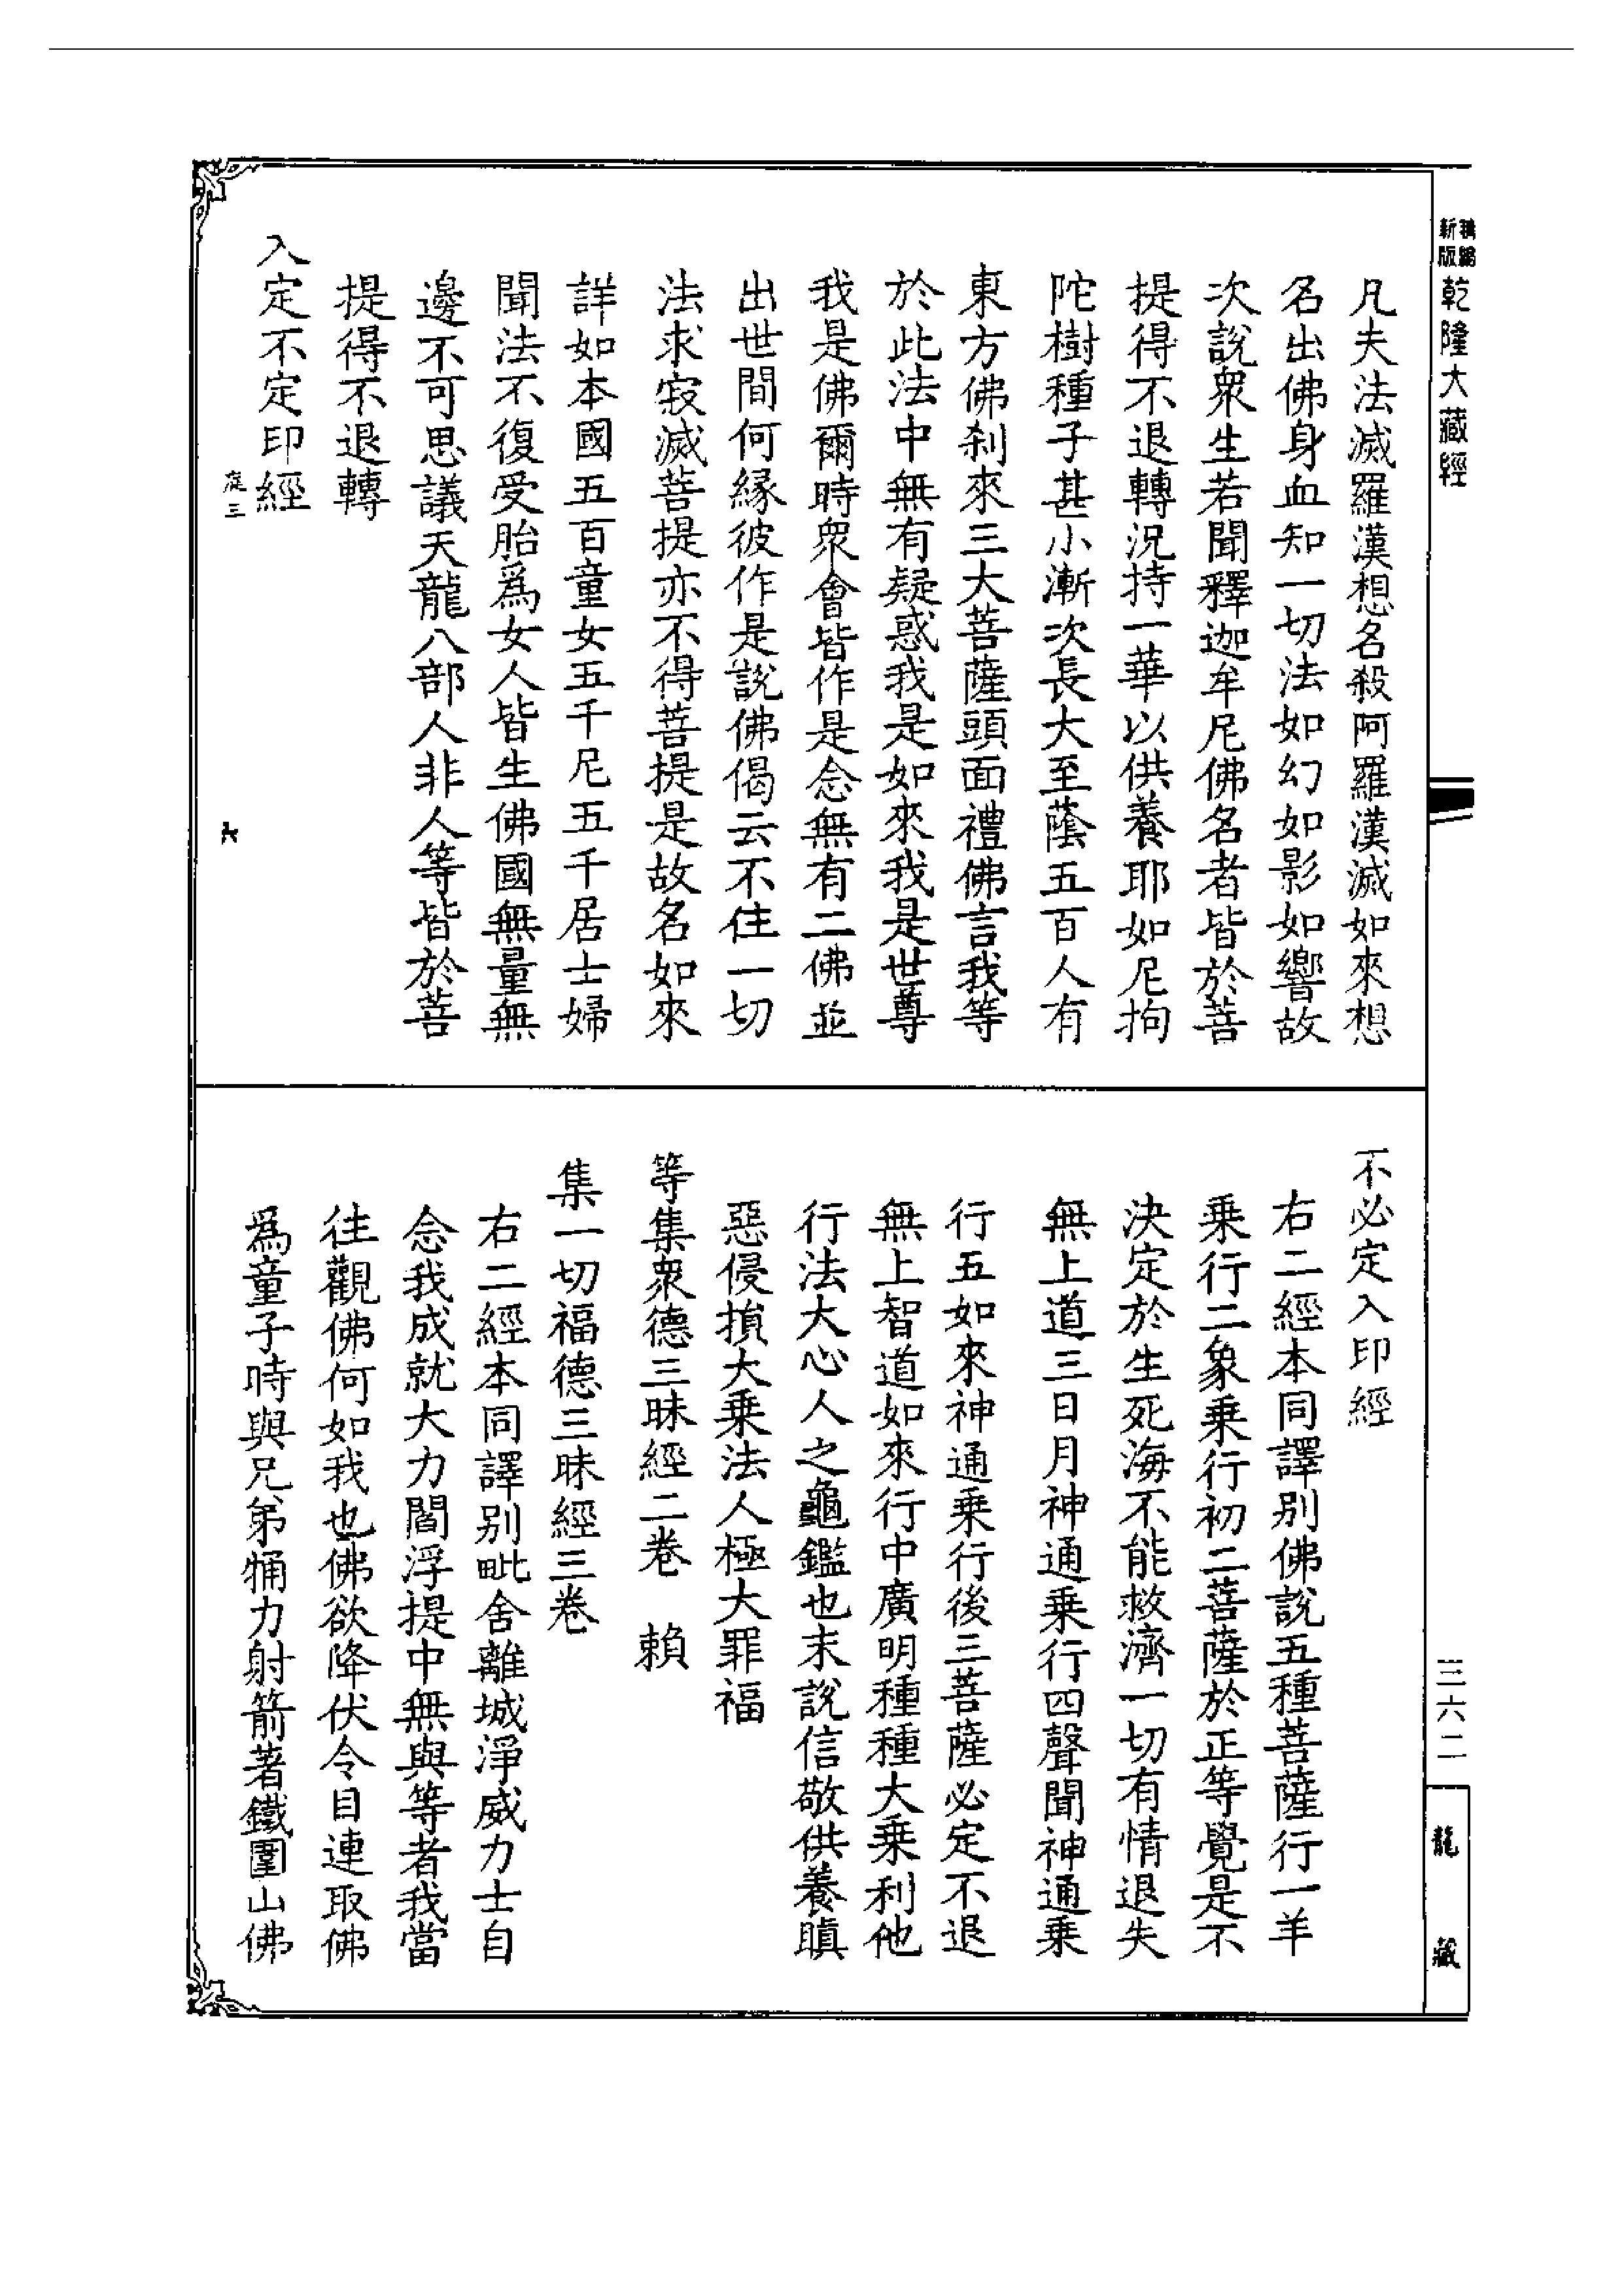 新版
乾隆大藏經
凡夫法滅羅漢想名殺阿羅漢滅如來想
名出佛身血知一切法如幻如影如響故
次說眾生若聞釋迦牟尼佛名者皆於菩
提得不退轉況持一華以供養耶如尼拘
陀樹種子甚小漸次長大至蔭五百人有
東方佛刹來三大菩薩頭面禮佛言我等
於此法中無有疑惑我是如來我是世尊
我是佛爾時眾會皆作是念無有二佛並
出世間何緣彼作是說佛偈云不住一切
法求寂滅菩提亦不得菩提是故名如來
詳如本國五百童女五千尼五千居士婦
聞法不復受胎爲女人皆生佛國無量無
邊不可思議天龍八部人非人等皆於菩
提得不退轉
入定不定印經
三
六
不必定入印經
右二經本同譯別佛說五種菩薩行一羊
乘行二象乘行初二菩薩於正等覺是不
決定於生死海不能救濟一切有情退失
無上道三日月神通乘行四聲聞神通乘
行五如來神通乘行後三菩薩必定不退
無上智道如來行中廣明種種大乘利他
行法大心人之龜鑑也末說信敬供養瞋
惡侵損大乘法人極大罪福
等集眾德三昧經二卷　賴
集一切福德三昧經三卷
右二經本同譯別毗舍離城淨威力士自
念我成就大力閻浮提中無與等者我當
往觀佛何如我也佛欲降伏令目連取佛
爲童子時與兄弟捔力射箭著鐵圍山佛
三六二
龍藏